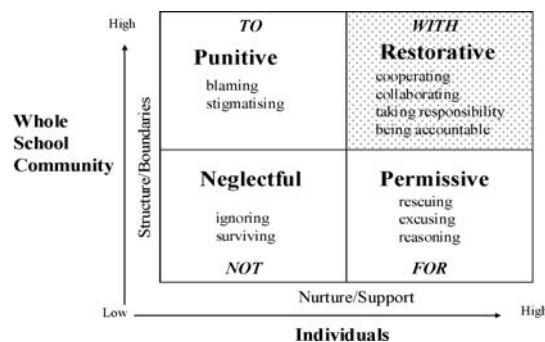 High
TO
WITH
Punitive
Restorative
blaming
stigmatising
cooperating
collaborating
taking responsibility
being accountable
Whole
School
Community
Structure/Boundaries
Neglectful
Permissive
ignoring
surviving
rescuing
excusing
reasoning
NOT
FOR
Nurture/Support
Low
High
Individuals